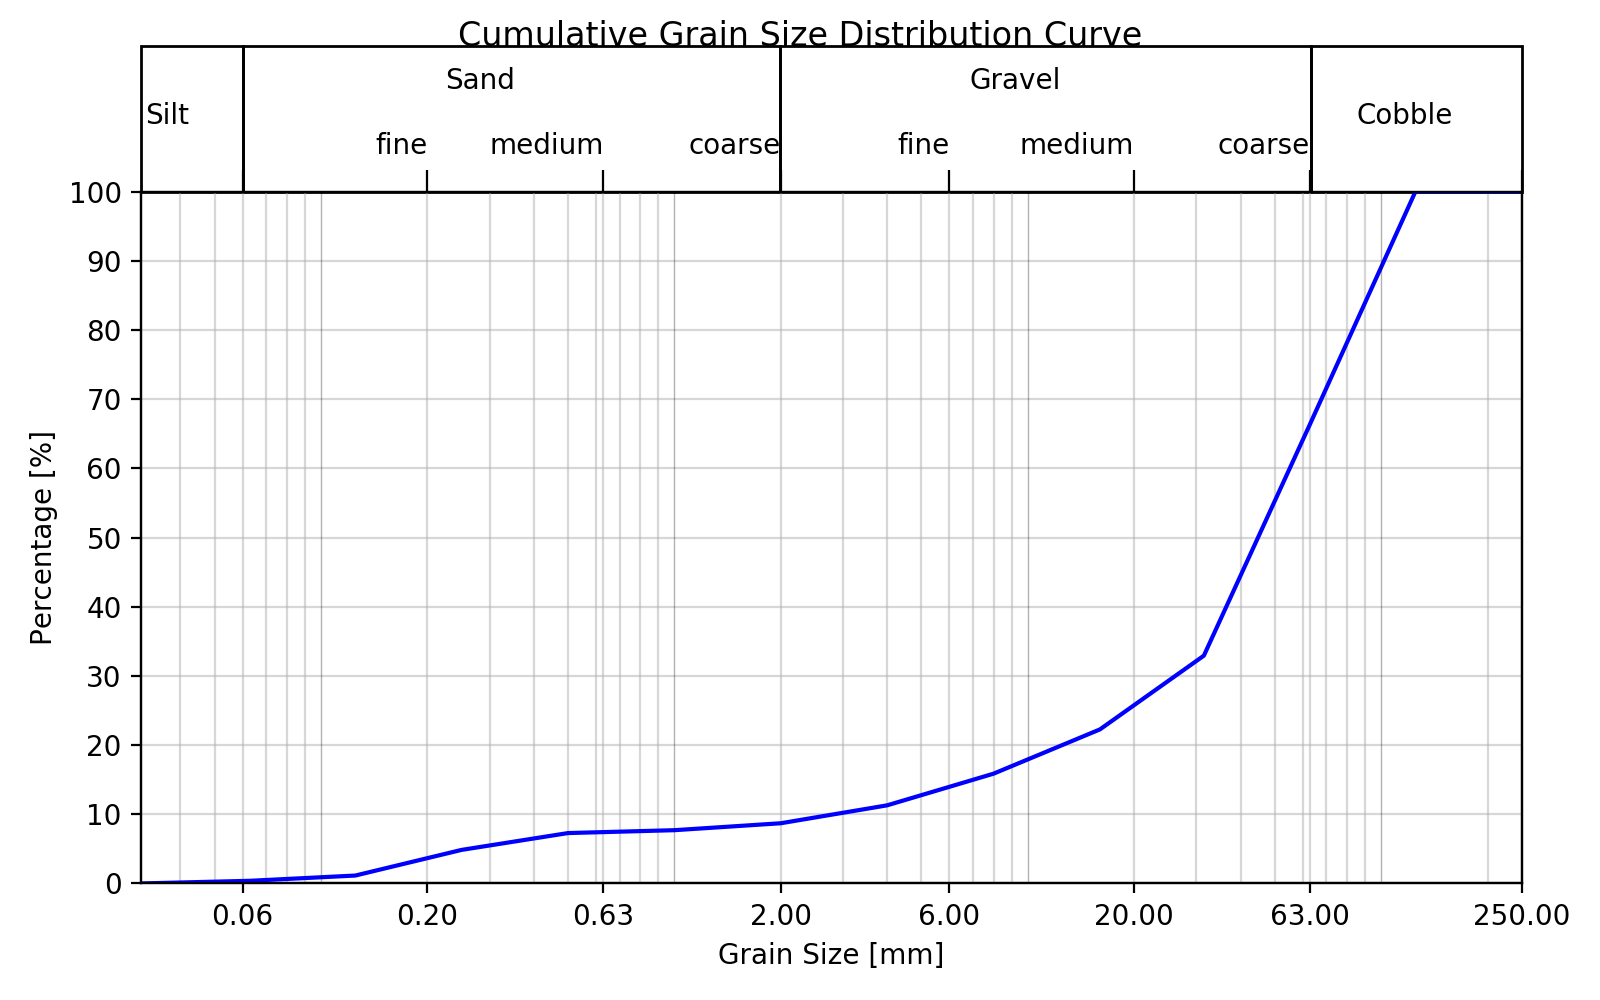 Cumulative Grain Size Distribution Curve
Sand
Gravel
Silt
Cobble
fine medium coarse fine medium coarse
100
90
80
70
60
50
40
30
20
10
0
Percentage [%]
0.06 0.20 0.63 2.00 6.00 20.00 63.00 250.00
Grain Size [mm]